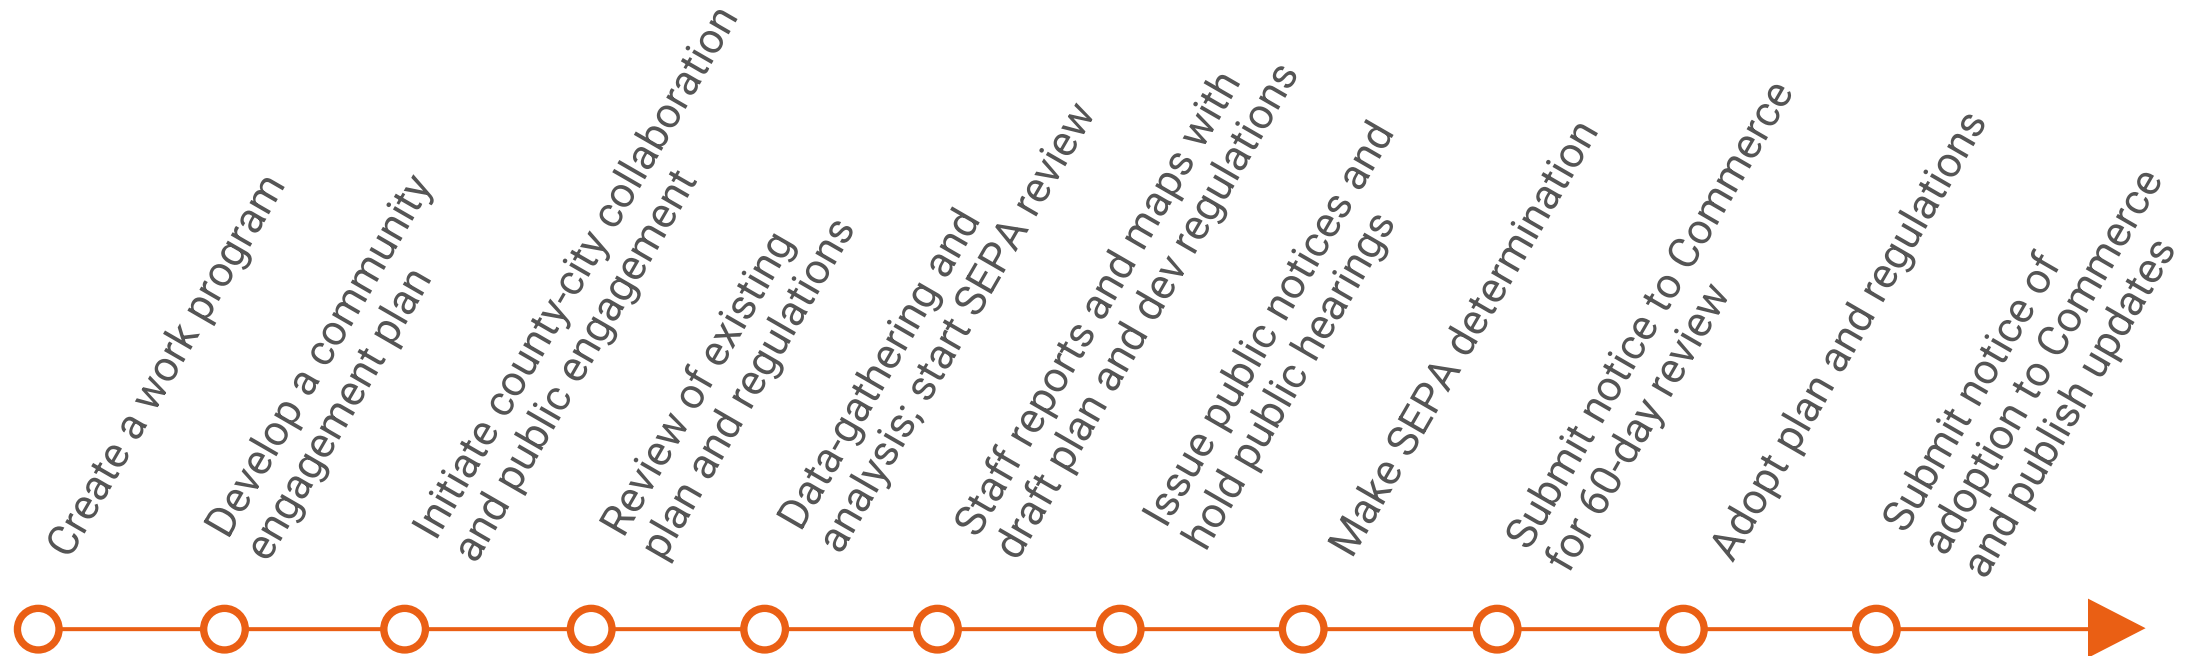 Create a work program
Develop a community
engagement plan
Initiate county-city collaboration
and public engagement
Review of existing
plan and regulations
Data-gathering and
analysis; start SEPA review
Staff reports and maps with
draft plan and dev regulations
Issue public notices and
hold public hearings
Make SEPA determination
Submit notice to Commerce
for 60-day review
Adopt plan and regulations
Submit notice of
adoption to Commerce
and publish updates